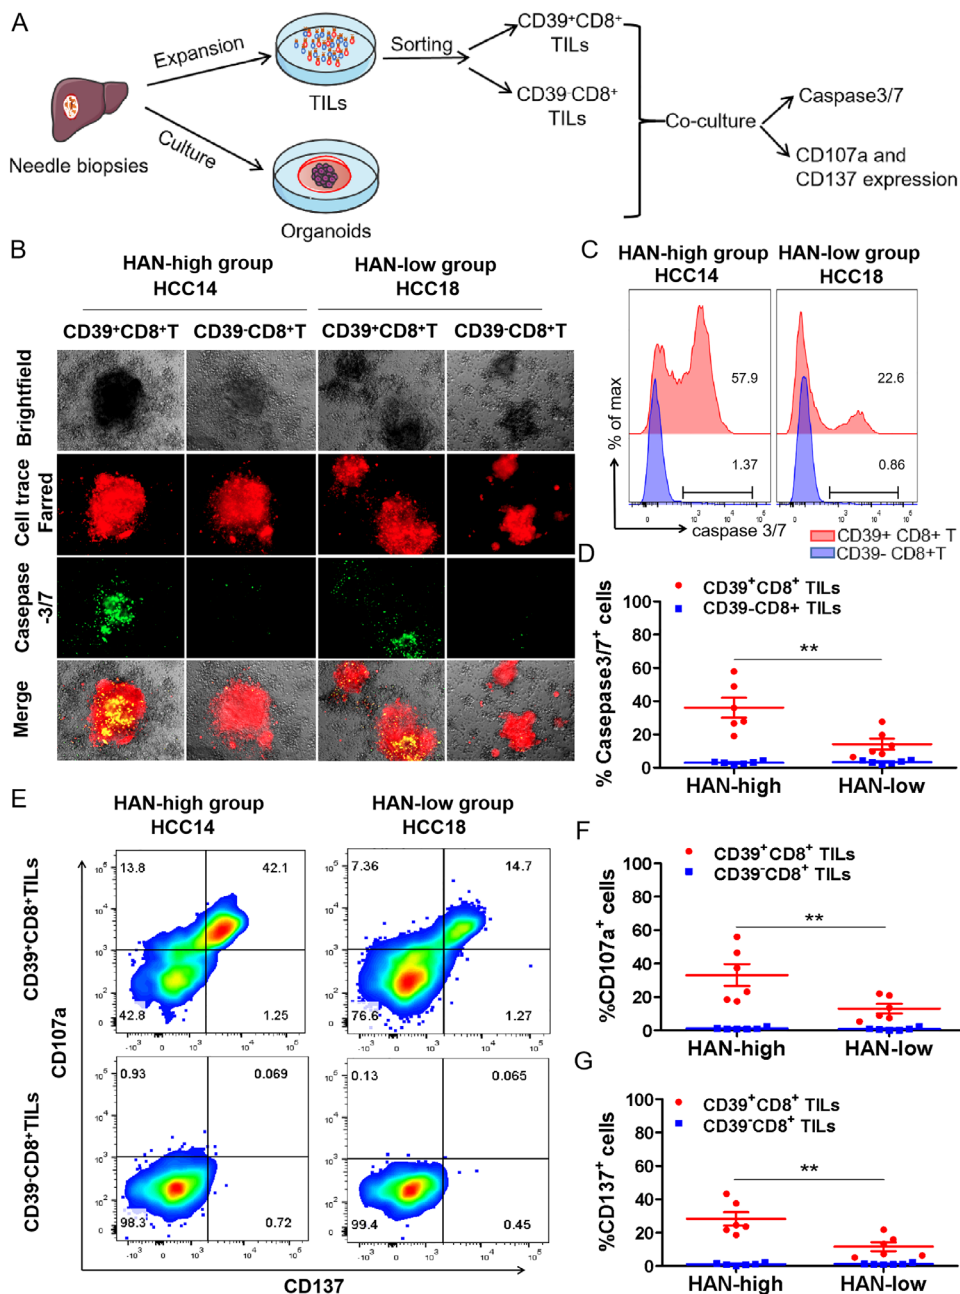 A
Expansion
Culture
Needle biopsies
TILs
Organoids
Sorting
CD39⁺CD8⁺
TILs
CD39⁻CD8⁺
TILs
Co-culture
Caspase3/7
CD107a and
CD137 expression
B
HAN-high group
HCC14
HAN-low group
HCC18
CD39⁺CD8⁺T
CD39⁻CD8⁺T
CD39⁺CD8⁺T
CD39⁻CD8⁺T
Brightfield
Cell trace
Farred
Casepase
-3/7
Merge
C
HAN-high group
HCC14
HAN-low group
HCC18
57.9
22.6
1.37
0.86
% of max
caspase 3/7
CD39+ CD8+ T
CD39- CD8+T
D
CD39⁺CD8⁺ TILs
CD39-CD8+ TILs
% Casepase3/7⁺ cells
100
80
60
40
20
0
**
HAN-high
HAN-low
E
HAN-high group
HCC14
HAN-low group
HCC18
CD39⁺CD8⁺TILs
CD39⁻CD8⁺TILs
CD107a
CD137
13.8
42.1
42.8
1.25
7.36
14.7
76.6
1.27
0.93
0.069
98.3
0.72
0.13
0.065
99.4
0.45
F
CD39⁺CD8⁺ TILs
CD39⁻CD8⁺ TILs
%CD107a⁺ cells
100
80
60
40
20
0
**
HAN-high
HAN-low
G
CD39⁺CD8⁺ TILs
CD39⁻CD8⁺ TILs
%CD137⁺ cells
100
80
60
40
20
0
**
HAN-high
HAN-low